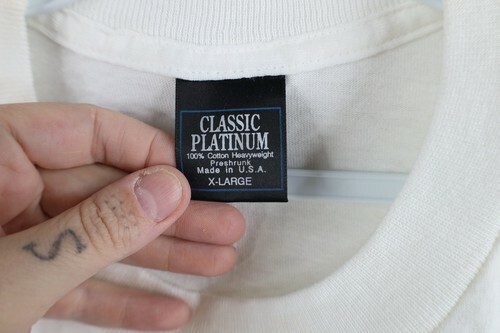 CLASSIC
PLATINUM
100% Cotton Heavyweight
Preshrunk
Made in U.S.A.
X-LARGE